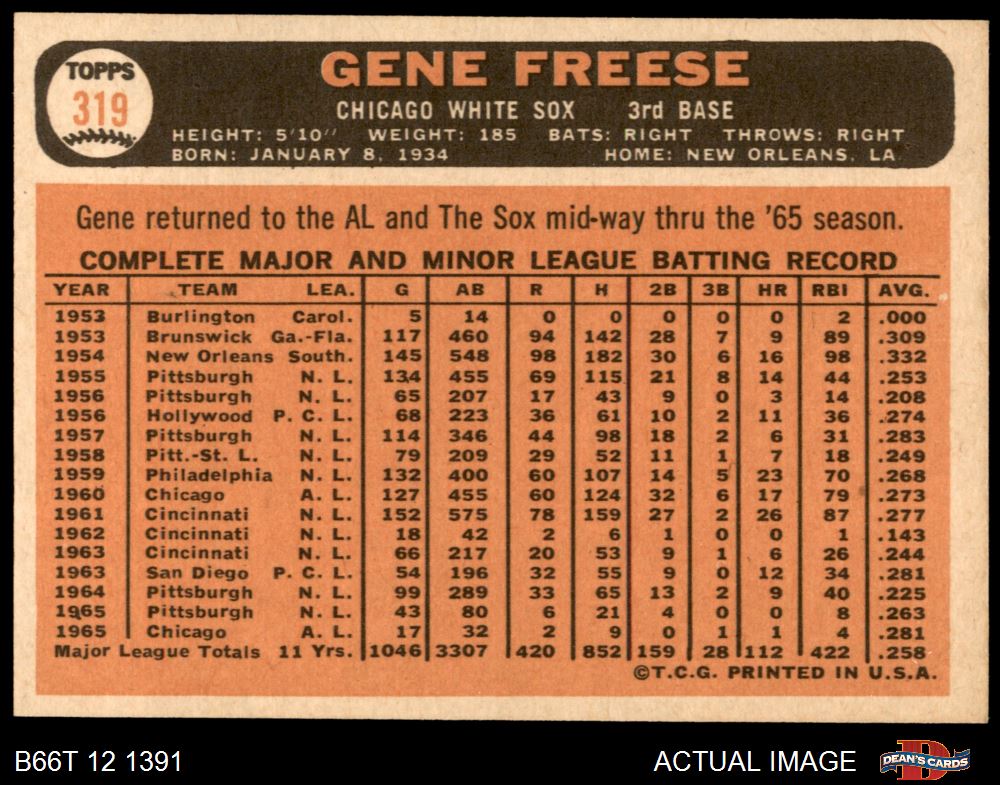 TOPPS
319
GENE FREESE
CHICAGO WHITE SOX 3rd BASE
HEIGHT: 5'10" WEIGHT: 185 BATS: RIGHT THROWS: RIGHT
BORN: JANUARY 8, 1934 HOME: NEW ORLEANS, LA
Gene returned to the AL and The Sox mid-way thru the '65 season.
COMPLETE MAJOR AND MINOR LEAGUE BATTING RECORD
YEAR TEAM LEA. G AB R H 2B 3B HR RBI AVG.
1953 Burlington Carol. 5 14 0 0 0 0 0 2 .000
1953 Brunswick Ga.-Fla. 117 460 94 142 28 7 9 89 .309
1954 New Orleans South. 145 548 98 182 30 6 16 98 .332
1955 Pittsburgh N. L. 134 455 69 115 21 8 14 44 .253
1956 Pittsburgh N. L. 65 207 17 43 9 0 3 14 .208
1956 Hollywood P. C. L. 68 223 36 61 10 2 11 36 .274
1957 Pittsburgh N. L. 114 346 44 98 18 2 6 31 .283
1958 Pitt.-St. L. N. L. 79 209 29 52 11 1 7 18 .249
1959 Philadelphia N. L. 132 400 60 107 14 5 23 70 .268
1960 Chicago A. L. 127 455 60 124 32 6 17 79 .273
1961 Cincinnati N. L. 152 575 78 159 27 2 26 87 .277
1962 Cincinnati N. L. 18 42 2 6 1 0 0 1 .143
1963 Cincinnati N. L. 66 217 20 53 9 1 6 26 .244
1963 San Diego P. C. L. 54 196 32 55 9 0 12 34 .281
1964 Pittsburgh N. L. 99 289 33 65 13 2 9 40 .225
1965 Pittsburgh N. L. 43 80 6 21 4 0 0 8 .263
1965 Chicago A. L. 17 32 2 9 0 1 1 4 .281
Major League Totals 11 Yrs. 1046 3307 420 852 159 28 112 422 .258
©T.C.G. PRINTED IN U.S.A.
B66T 12 1391 ACTUAL IMAGE D DEAN'S CARDS